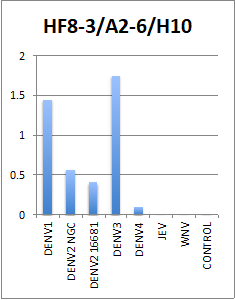 HF8-3/A2-6/H10
2
1.5
1
0.5
0
DENV1
DENV2 NGC
DENV2 16681
DENV3
DENV4
JEV
WNV
CONTROL